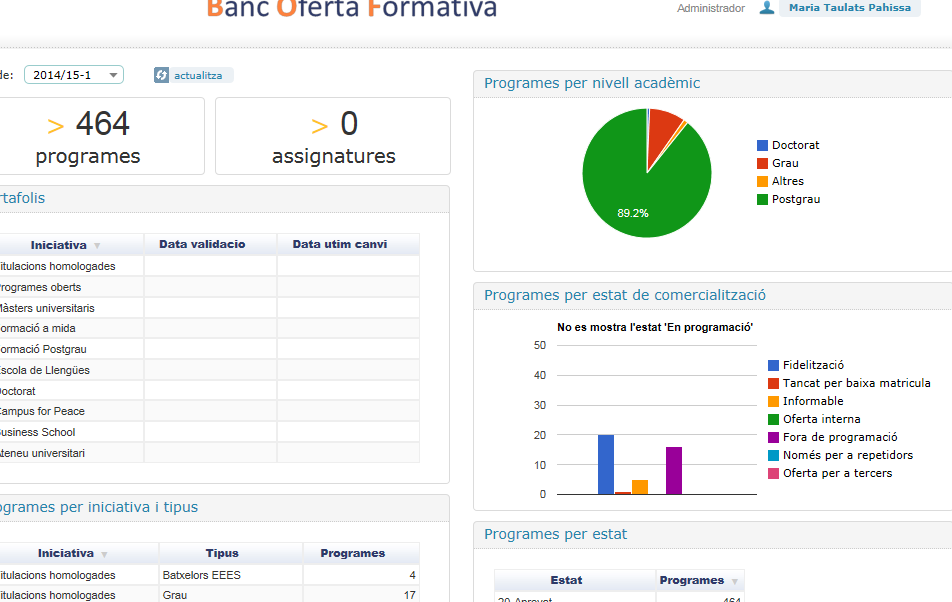 Banc Oferta Formativa
Administrador Maria Taulats Pahissa
de: 2014/15-1 actualitza
> 464
programes
> 0
assignatures
rtafolis
Iniciativa Data validacio Data utim canvi
itulacions homologades
rogrames oberts
Màsters universitaris
ormació a mida
ormació Postgrau
scola de Llengües
octorat
Campus for Peace
usiness School
Ateneu universitari
ogrames per iniciativa i tipus
Iniciativa Tipus Programes
itulacions homologades Batxelors EEES 4
itulacions homologades Grau 17
Programes per nivell acadèmic
89.2%
Doctorat
Grau
Altres
Postgrau
Programes per estat de comercialització
No es mostra l'estat 'En programació'
50
40
30
20
10
0
Fidelització
Tancat per baixa matricula
Informable
Oferta interna
Fora de programació
Només per a repetidors
Oferta per a tercers
Programes per estat
Estat Programes
20-Aprovat 464